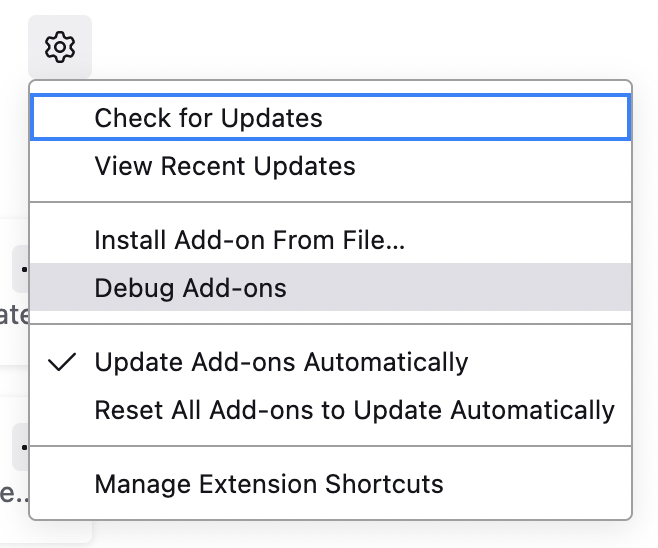 Check for Updates
View Recent Updates
Install Add-on From File...
Debug Add-ons
ate
Update Add-ons Automatically
Reset All Add-ons to Update Automatically
Manage Extension Shortcuts
e...